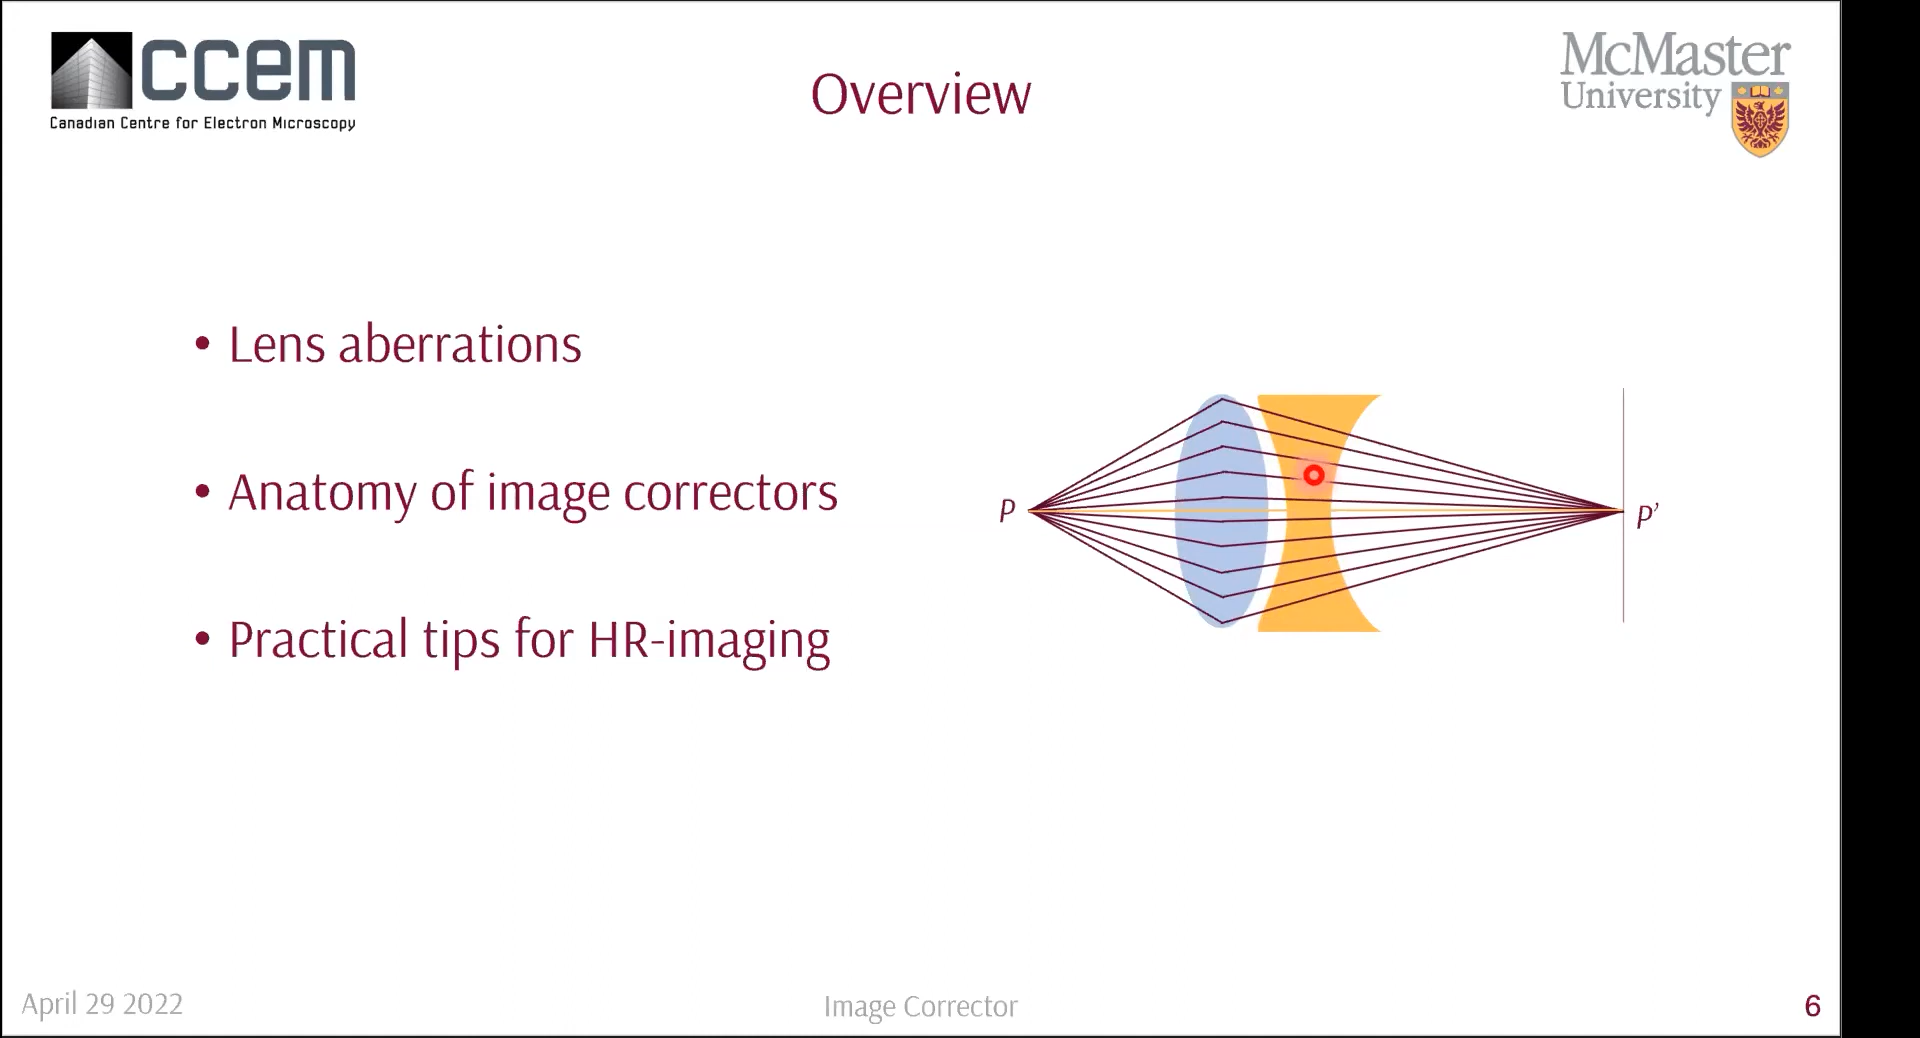 ccem
Canadian Centre for Electron Microscopy
Overview
McMaster
University
• Lens aberrations
• Anatomy of image correctors
• Practical tips for HR-imaging
P
P’
April 29 2022
Image Corrector
6